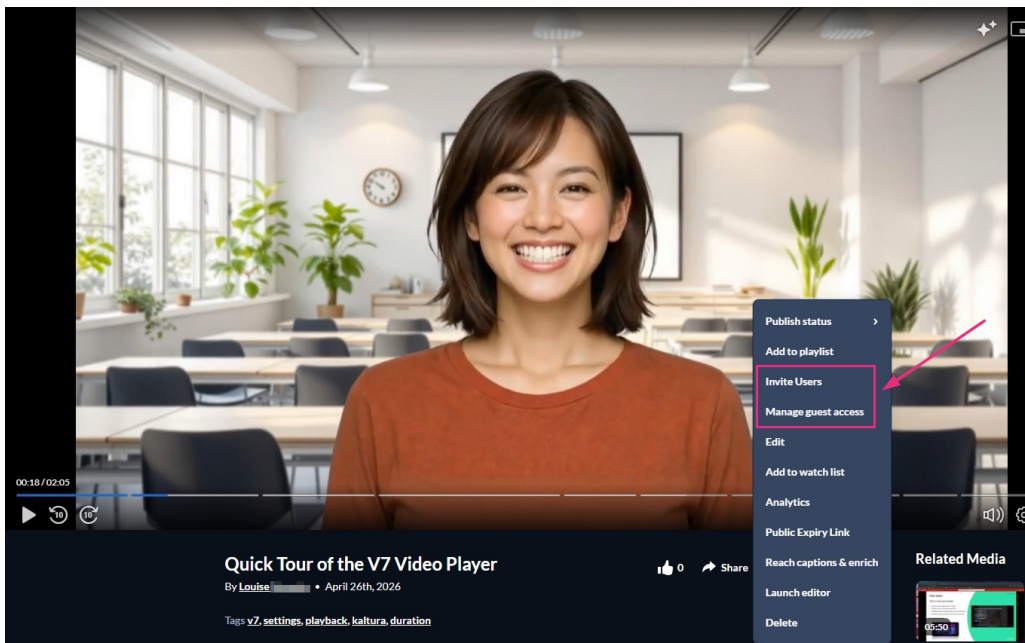 Publish status
Add to playlist
Invite Users
Manage guest access
Edit
Add to watch list
Analytics
Public Expiry Link
Reach captions & enrich
Launch editor
Delete
00:18 / 02:05
10
10
Quick Tour of the V7 Video Player
0
Share
By Louise • April 26th, 2026
Tags v7, settings, playback, kaltura, duration
Related Media
05:50